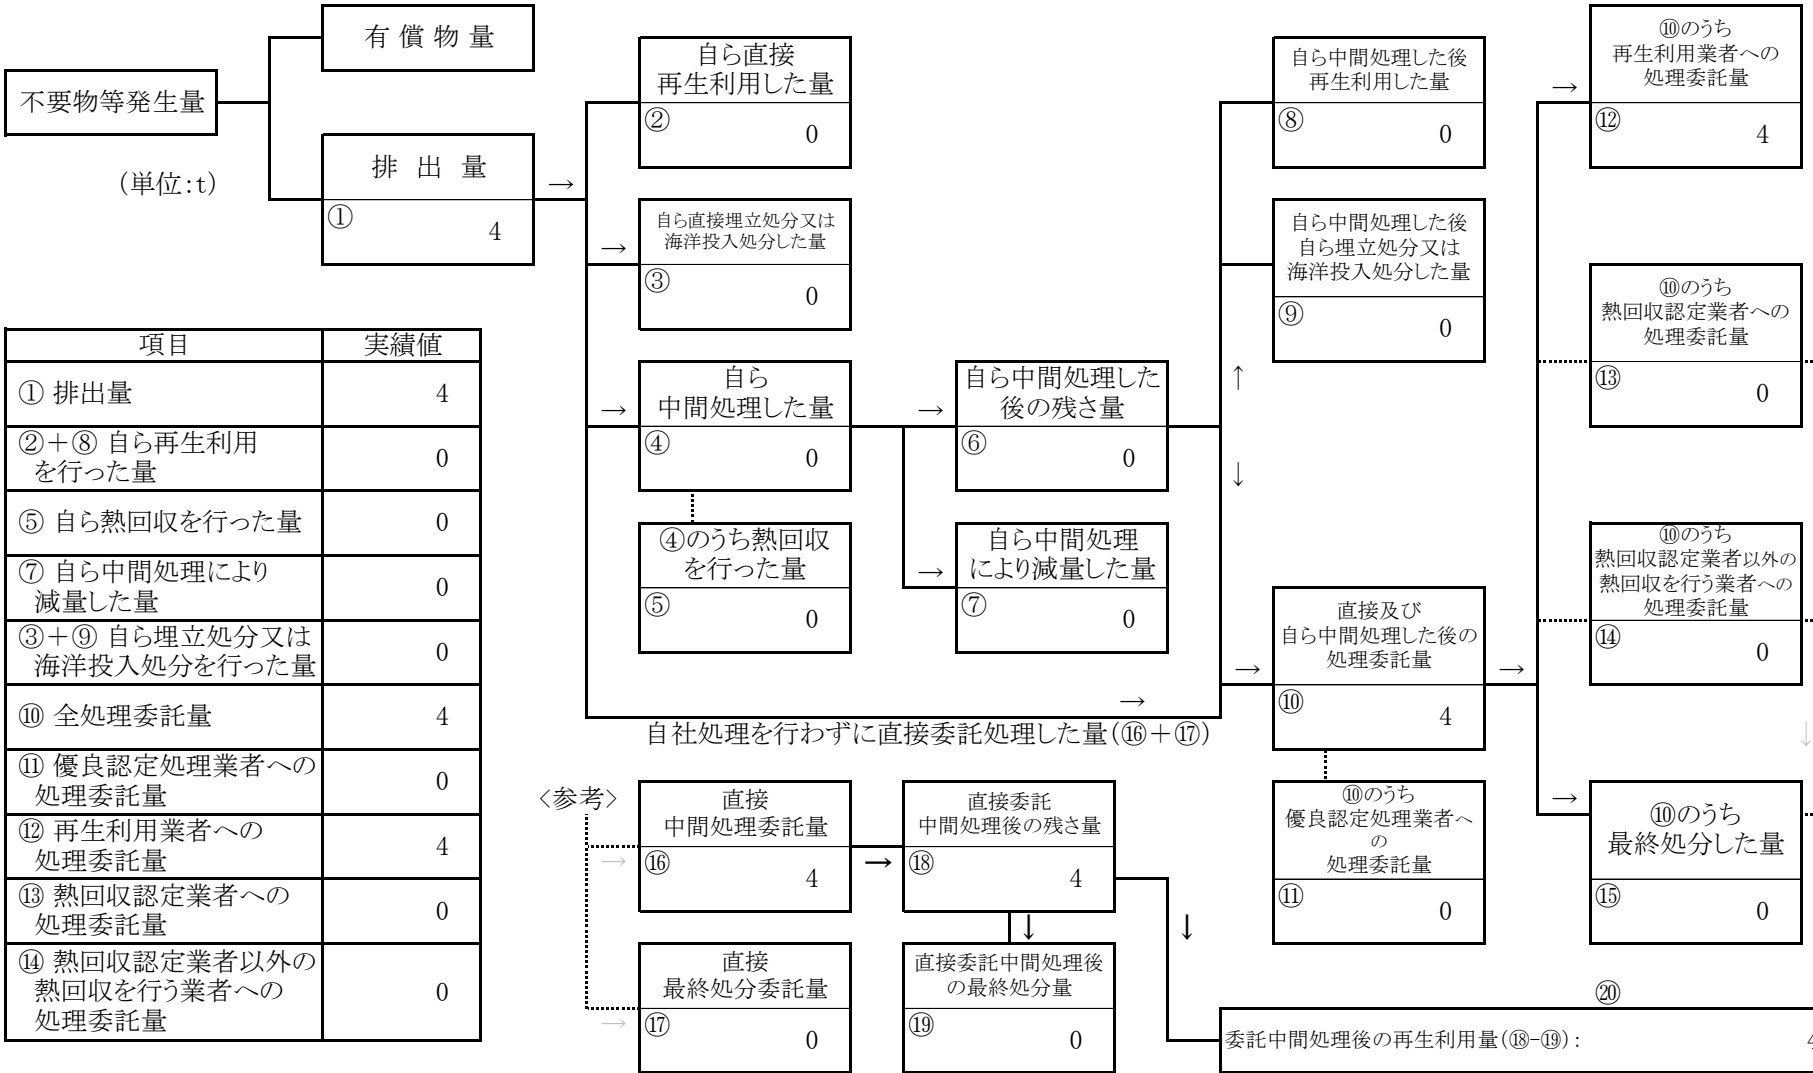 有 償 物 量
不要物等発生量
(単位:t)
排 出 量
→
①
4
項目 実績値
① 排出量 4
②＋⑧ 自ら再生利用
を行った量
0
⑤ 自ら熱回収を行った量 0
⑦ 自ら中間処理により
減量した量
0
③＋⑨ 自ら埋立処分又は
海洋投入処分を行った量
0
⑩ 全処理委託量 4
⑪ 優良認定処理業者への
処理委託量
0
⑫ 再生利用業者への
処理委託量
4
⑬ 熱回収認定業者への
処理委託量
0
⑭ 熱回収認定業者以外の
熱回収を行う業者への
処理委託量
0
自ら直接
再生利用した量
②
0
→
自ら直接埋立処分又は
海洋投入処分した量
③
0
→
自ら
中間処理した量
④
0
④のうち熱回収
を行った量
⑤
0
→
自ら中間処理した
後の残さ量
⑥
0
→
自ら中間処理
により減量した量
⑦
0
→
自社処理を行わずに直接委託処理した量(⑯＋⑰)
〈参考〉
→
直接
中間処理委託量
⑯
4
→
直接
最終処分委託量
⑰
0
→
直接委託
中間処理後の残さ量
⑱
4
↓
直接委託中間処理後
の最終処分量
⑲
0
↓
自ら中間処理した後
再生利用した量
⑧
0
自ら中間処理した後
自ら埋立処分又は
海洋投入処分した量
⑨
0
↑
↓
→
直接及び
自ら中間処理した後の
処理委託量
⑩
4
→
⑩のうち
優良認定処理業者へ
の
処理委託量
⑪
0
→
⑩のうち
再生利用業者への
処理委託量
⑫
4
⑩のうち
熱回収認定業者への
処理委託量
⑬
0
⑩のうち
熱回収認定業者以外の
熱回収を行う業者への
処理委託量
⑭
0
↓
→
⑩のうち
最終処分した量
⑮
0
⑳
委託中間処理後の再生利用量(⑱-⑲)： 4